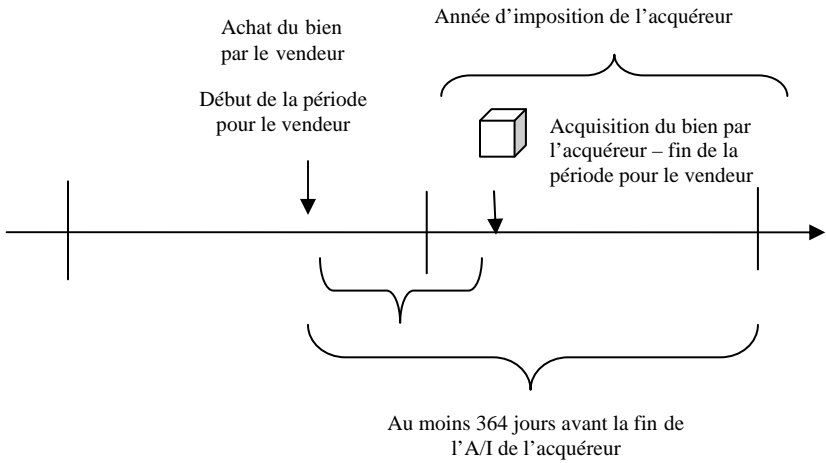 Année d’imposition de l’acquéreur
Achat du bien
par le vendeur
Début de la période
pour le vendeur
Acquisition du bien par
l’acquéreur – fin de la
période pour le vendeur
Au moins 364 jours avant la fin de
l’A/I de l’acquéreur